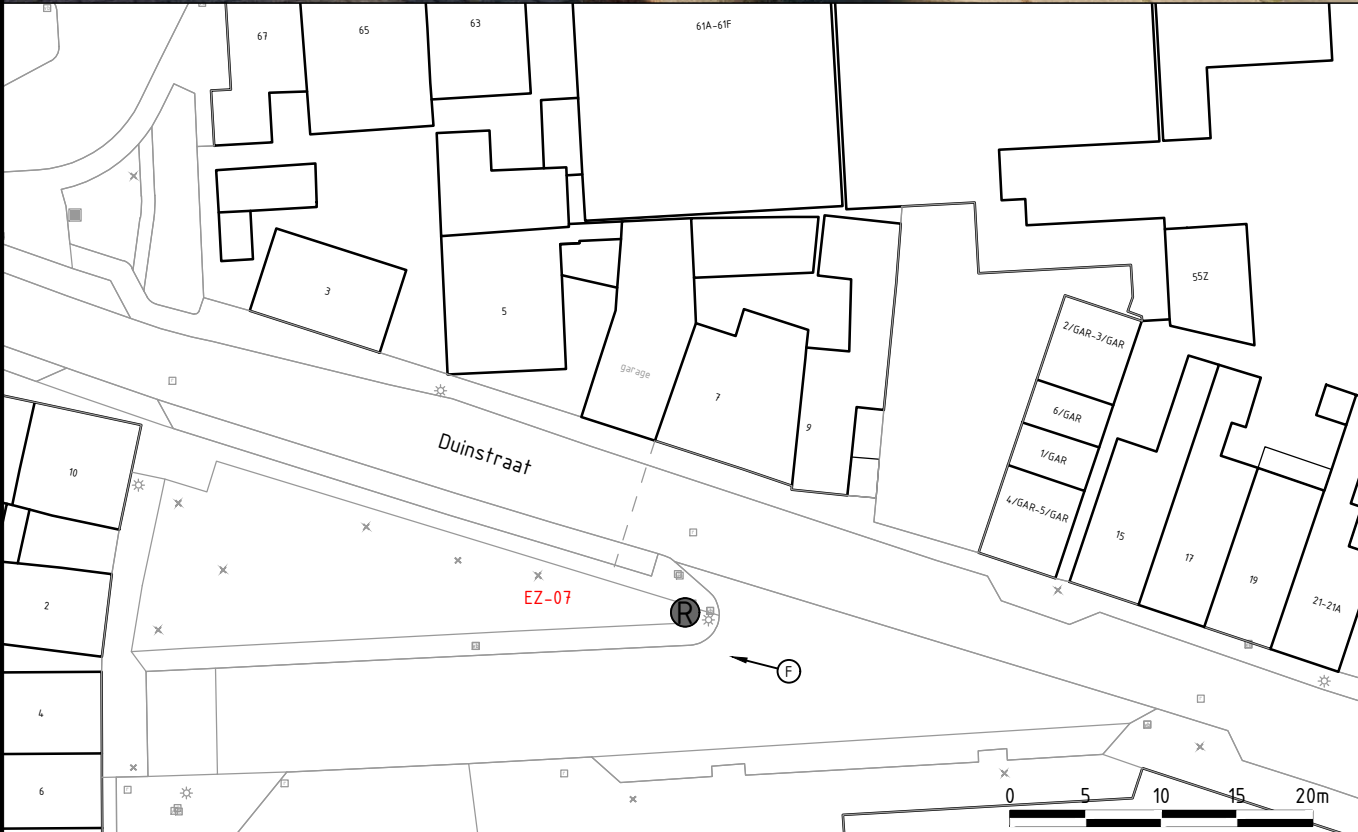 67
65
63
61A-61F
3
5
55Z
2/GAR-3/GAR
garage
7
6/GAR
9
Duinstraat
1/GAR
10
4/GAR-5/GAR
15
17
19
EZ-07
2
21-21A
R
F
4
6
0 5 10 15 20m